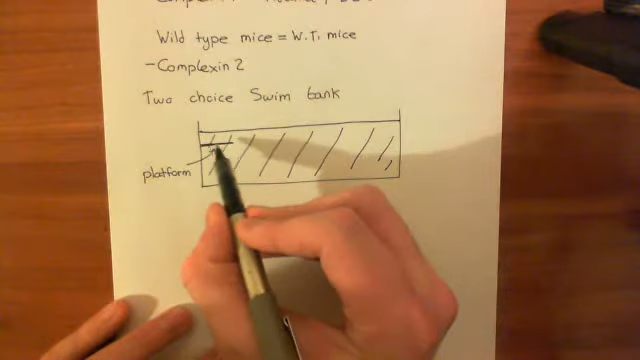 Wild type mice = W.T. mice
- Complexin 2
Two choice Swim tank
platform